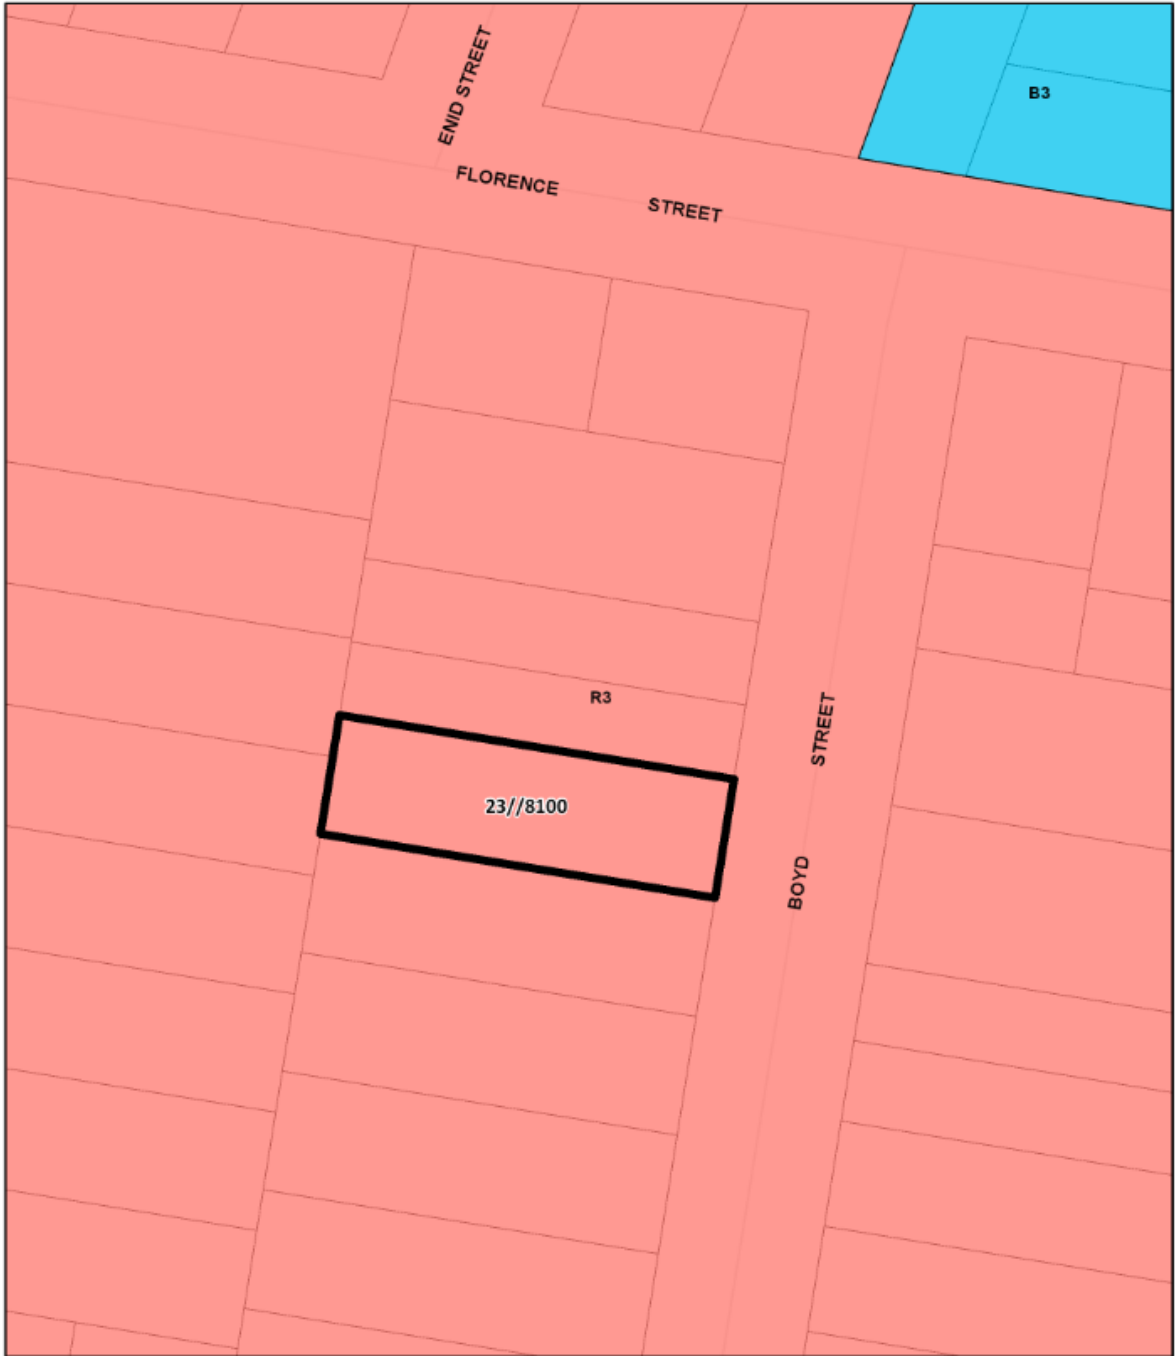 ENID STREET
B3
FLORENCE STREET
R3
STREET
23//8100
BOYD